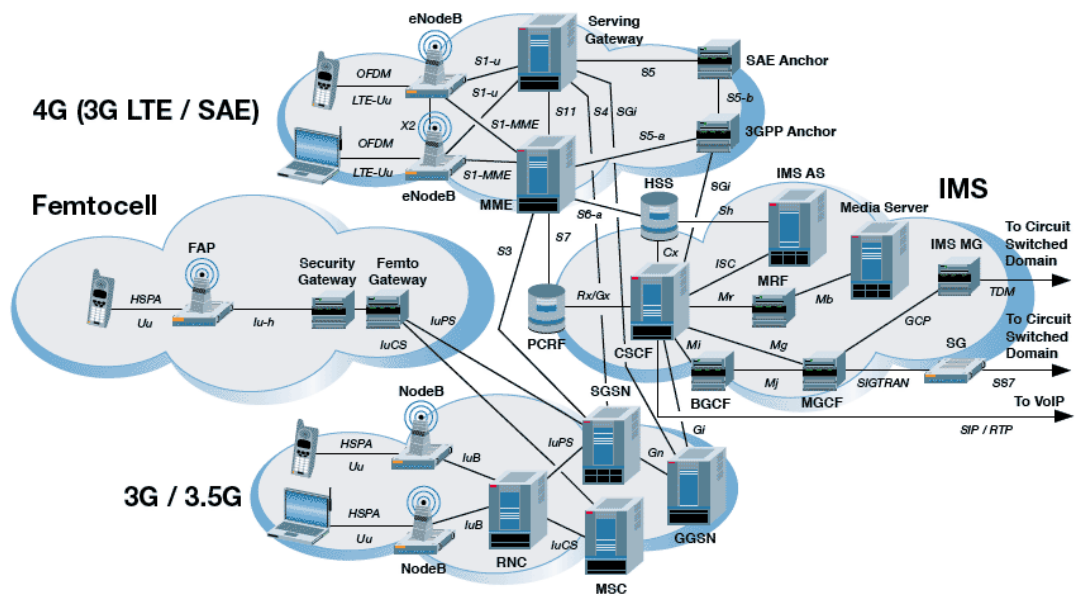 eNodeB
Serving
Gateway
OFDM
S1-u
S5
SAE Anchor
LTE-Uu
S1-u
S5-b
4G (3G LTE / SAE)
X2
S1-MME
S11
S4
SGi
OFDM
S5-a
3GPP Anchor
LTE-Uu
S1-MME
eNodeB
MME
HSS
SGi
IMS AS
IMS
Femtocell
S6-a
Sh
Media Server
To Circuit
Switched
Domain
FAP
S3
S7
Security
Gateway
Femto
Gateway
Cx
ISC
IMS MG
MRF
TDM
HSPA
Uu
Iu-h
IuPS
IuCS
Rx/Gx
Mr
Mb
GCP
To Circuit
Switched
Domain
PCRF
CSCF
Mi
Mg
SG
BGCF
Mj
MGCF
SIGTRAN
SS7
NodeB
SGSN
To VoIP
SIP / RTP
HSPA
Uu
IuPS
Gi
IuB
Gn
3G / 3.5G
HSPA
Uu
IuB
RNC
IuCS
GGSN
NodeB
MSC